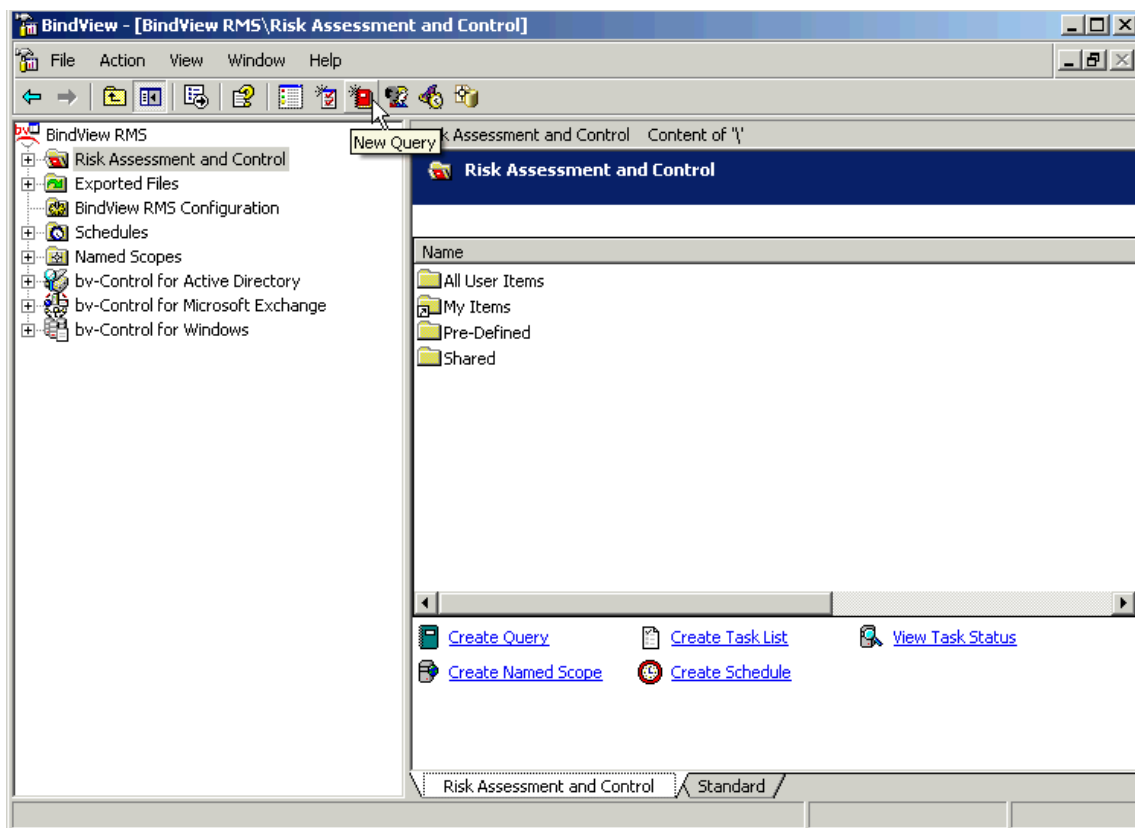 BindView - [BindView RMS\Risk Assessment and Control]
File Action View Window Help
New Query
BindView RMS
Risk Assessment and Control
Exported Files
BindView RMS Configuration
Schedules
Named Scopes
bv-Control for Active Directory
bv-Control for Microsoft Exchange
bv-Control for Windows
k Assessment and Control Content of '\'
Risk Assessment and Control
Name
All User Items
My Items
Pre-Defined
Shared
Create Query Create Task List View Task Status
Create Named Scope Create Schedule
Risk Assessment and Control Standard